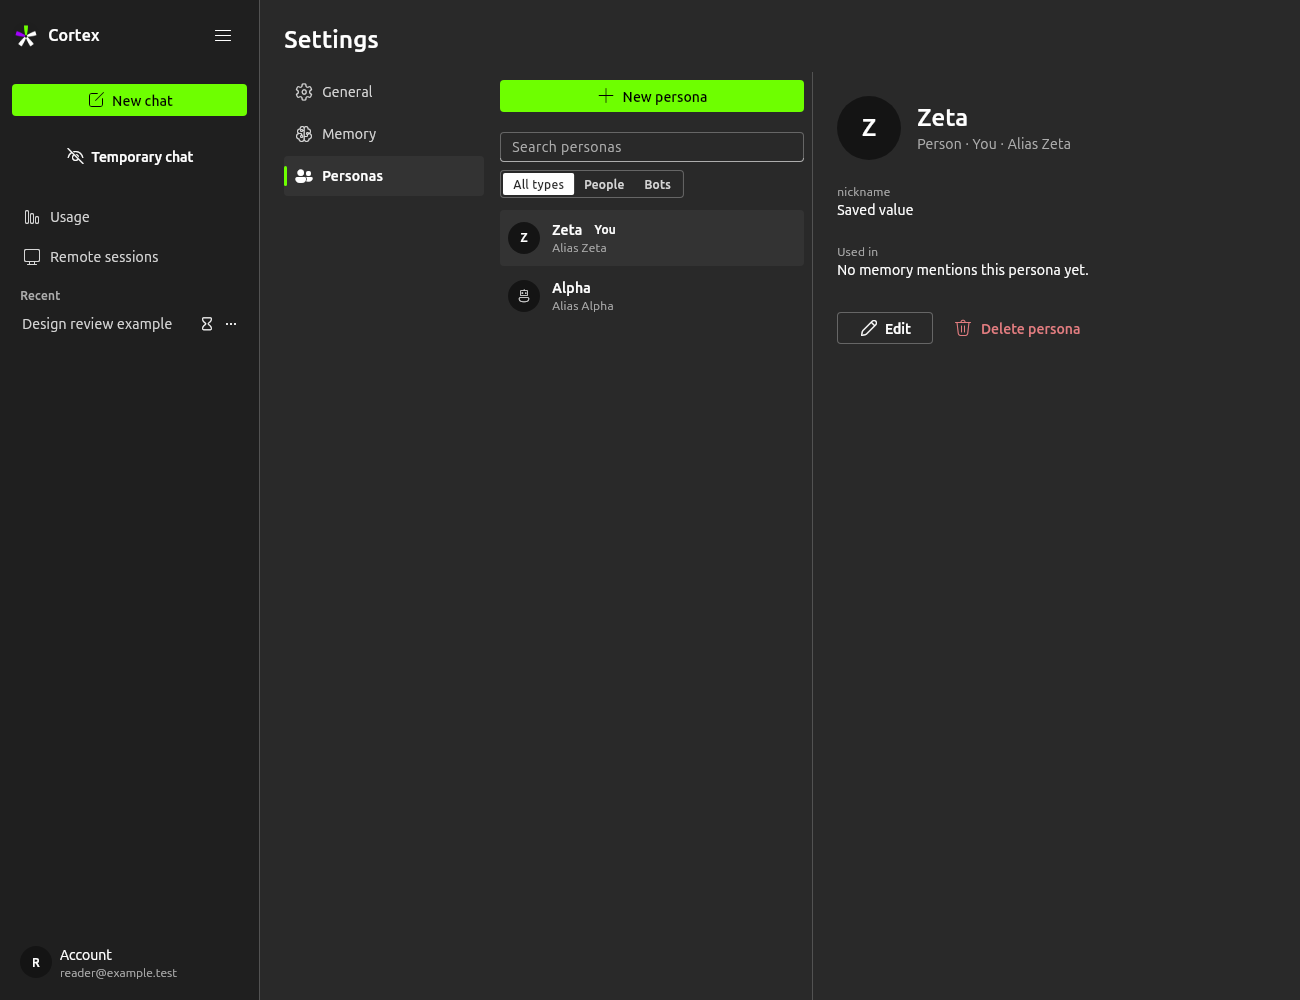 Cortex
New chat
Temporary chat
Usage
Remote sessions
Recent
Design review example
R
Account
reader@example.test
Settings
General
Memory
Personas
New persona
Search personas
All types People Bots
Z
Zeta You
Alias Zeta
Alpha
Alias Alpha
Z
Zeta
Person · You · Alias Zeta
nickname
Saved value
Used in
No memory mentions this persona yet.
Edit
Delete persona